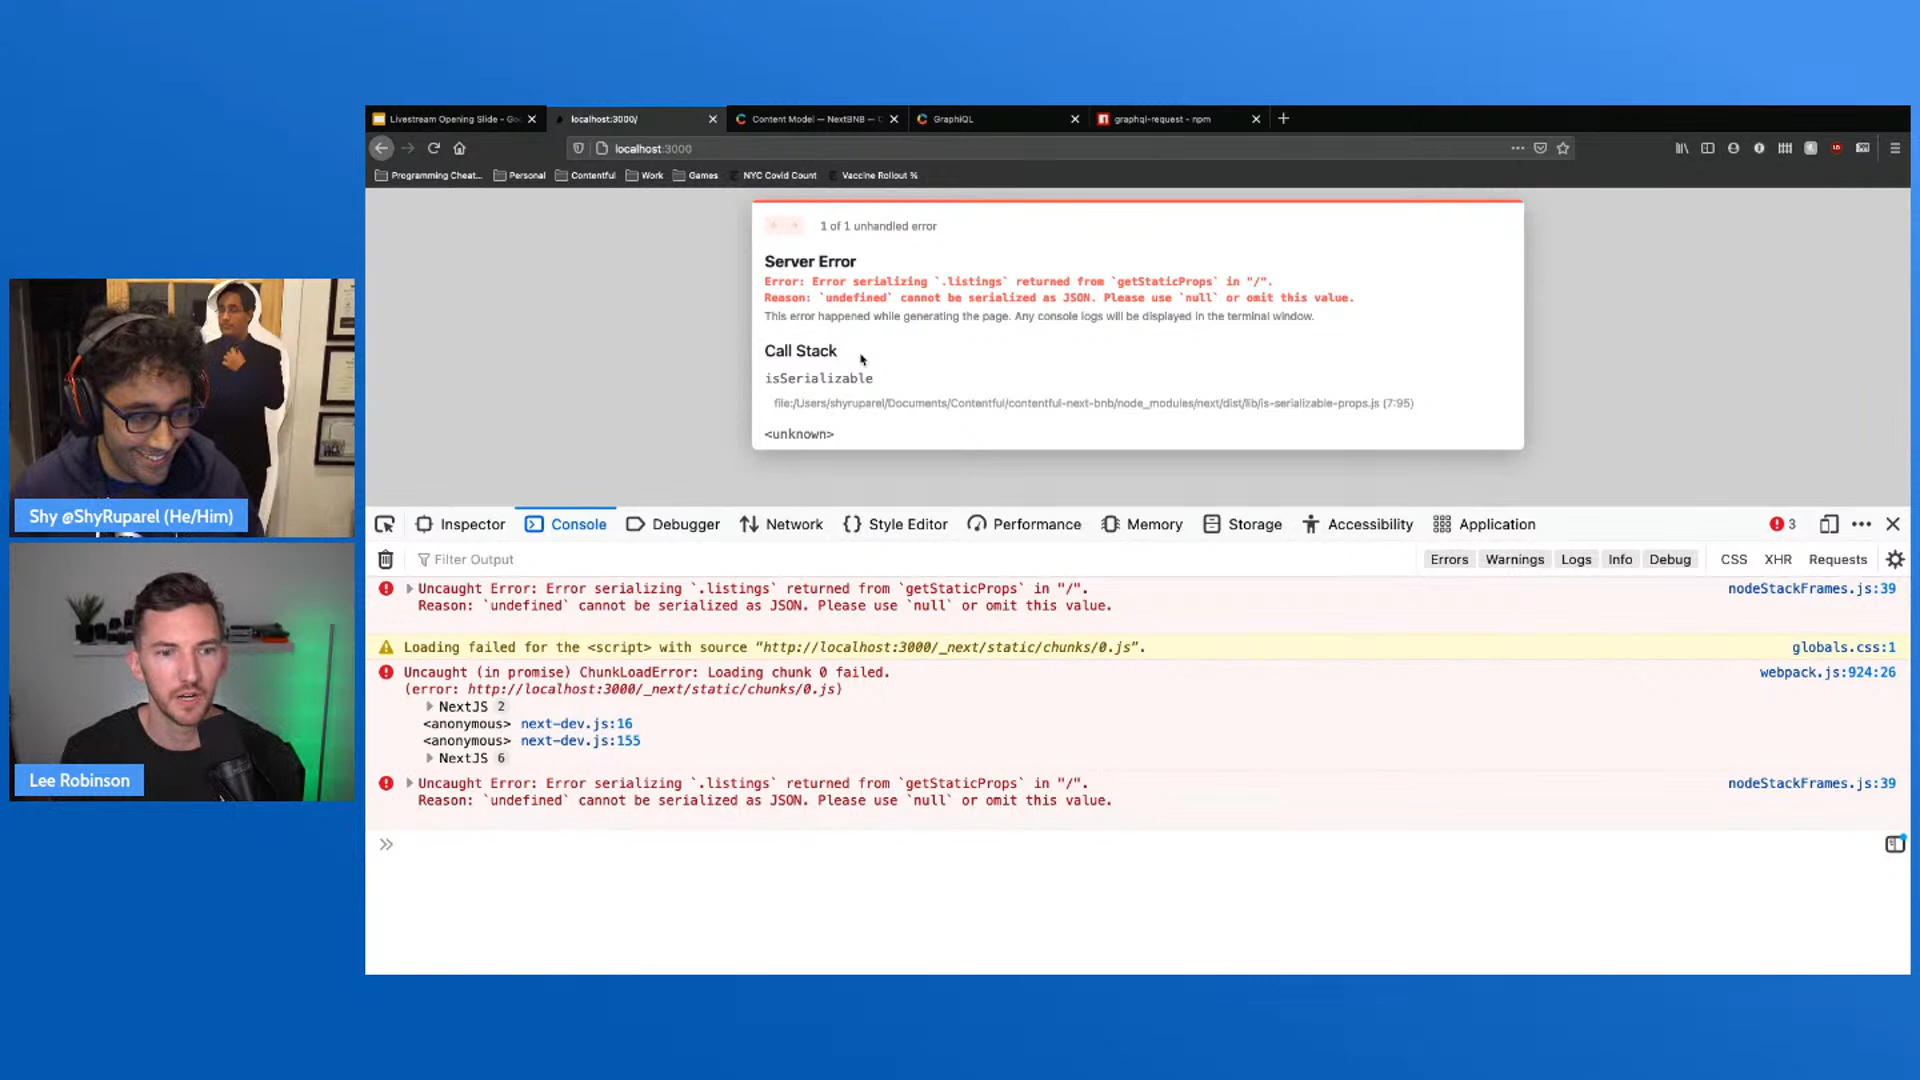 Livestream Opening Slide - Go
localhost:3000/
Content Model — NextBNB — C
GraphiQL
graphql-request - npm
localhost:3000
Programming Cheat...
Personal
Contentful
Work
Games
NYC Covid Count
Vaccine Rollout %
1 of 1 unhandled error
Server Error
Error: Error serializing `.listings` returned from `getStaticProps` in "/".
Reason: `undefined` cannot be serialized as JSON. Please use `null` or omit this value.
This error happened while generating the page. Any console logs will be displayed in the terminal window.
Call Stack
isSerializable
file:/Users/shyruparel/Documents/Contentful/contentful-next-bnb/node_modules/next/dist/lib/is-serializable-props.js (7:95)
<unknown>
Shy @ShyRuparel (He/Him)
Lee Robinson
Inspector
Console
Debugger
Network
Style Editor
Performance
Memory
Storage
Accessibility
Application
3
Filter Output
Errors
Warnings
Logs
Info
Debug
CSS
XHR
Requests
Uncaught Error: Error serializing `.listings` returned from `getStaticProps` in "/". nodeStackFrames.js:39
Reason: `undefined` cannot be serialized as JSON. Please use `null` or omit this value.
Loading failed for the <script> with source “http://localhost:3000/_next/static/chunks/0.js”. globals.css:1
Uncaught (in promise) ChunkLoadError: Loading chunk 0 failed. webpack.js:924:26
(error: http://localhost:3000/_next/static/chunks/0.js)
NextJS 2
<anonymous> next-dev.js:16
<anonymous> next-dev.js:155
NextJS 6
Uncaught Error: Error serializing `.listings` returned from `getStaticProps` in "/". nodeStackFrames.js:39
Reason: `undefined` cannot be serialized as JSON. Please use `null` or omit this value.